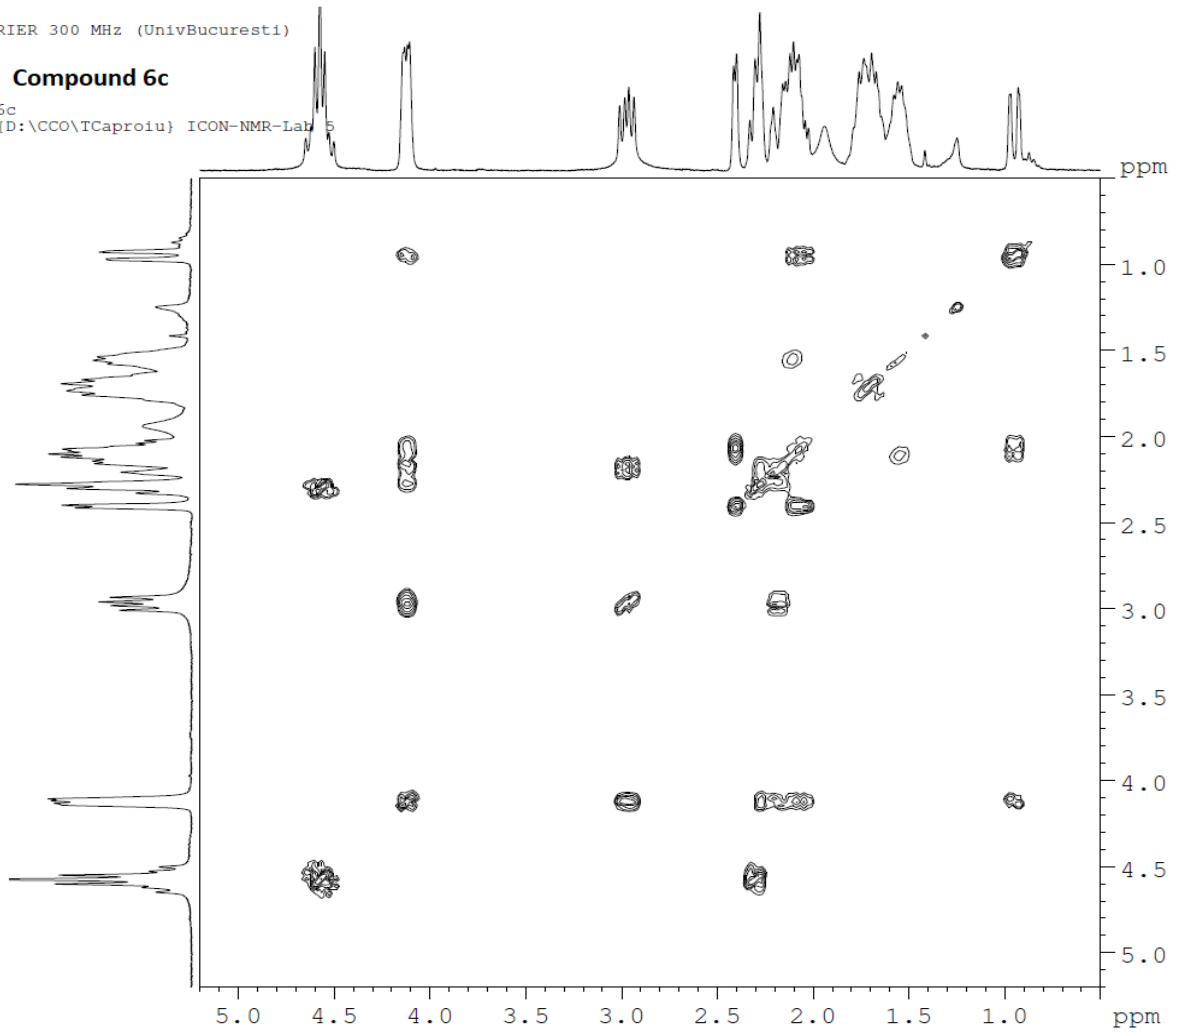 RIER 300 MHz (UnivBucuresti)
Compound 6c
6c
{D:\CCO\TCaproiu} ICON-NMR-Lab 5
ppm
1.0
1.5
2.0
2.5
3.0
3.5
4.0
4.5
5.0
5.0 4.5 4.0 3.5 3.0 2.5 2.0 1.5 1.0 ppm